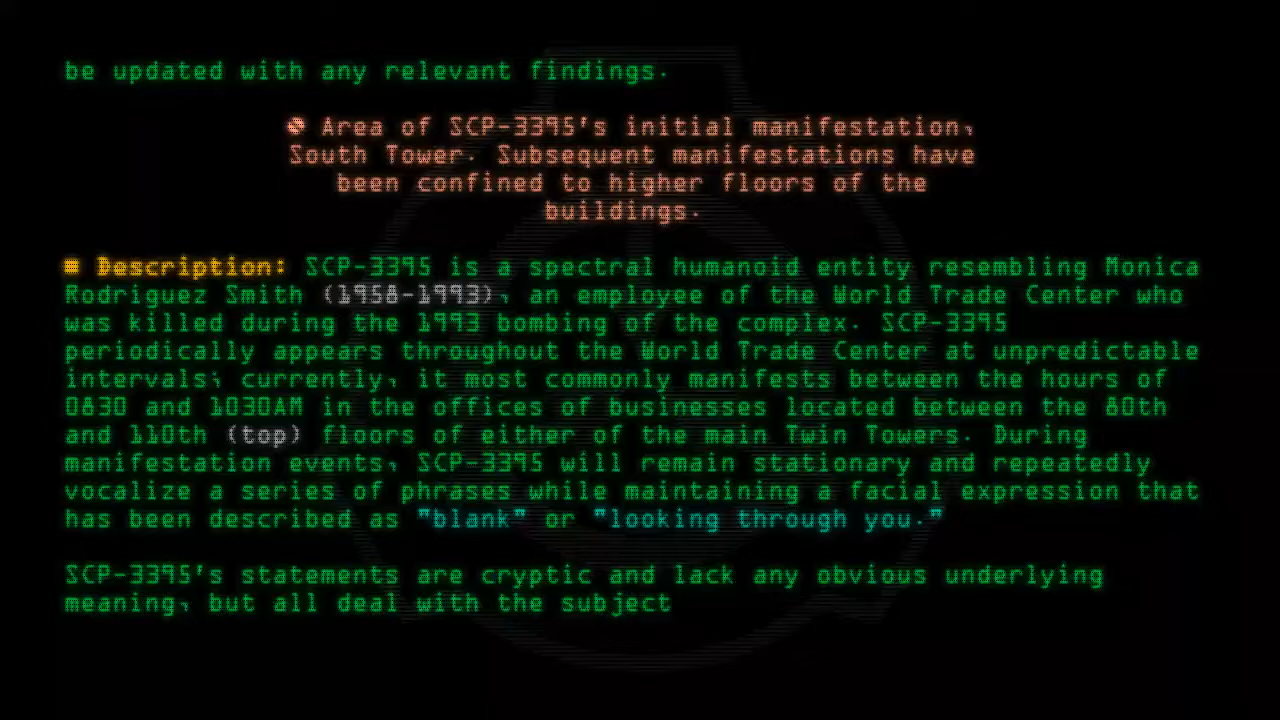 be updated with any relevant findings.
Area of SCP-3395's initial manifestation,
South Tower. Subsequent manifestations have
been confined to higher floors of the
buildings.
Description: SCP-3395 is a spectral humanoid entity resembling Monica
Rodriguez Smith (1958-1993), an employee of the World Trade Center who
was killed during the 1993 bombing of the complex. SCP-3395
periodically appears throughout the World Trade Center at unpredictable
intervals; currently, it most commonly manifests between the hours of
0830 and 1030AM in the offices of businesses located between the 80th
and 110th (top) floors of either of the main Twin Towers. During
manifestation events, SCP-3395 will remain stationary and repeatedly
vocalize a series of phrases while maintaining a facial expression that
has been described as "blank" or "looking through you."
SCP-3395's statements are cryptic and lack any obvious underlying
meaning, but all deal with the subject